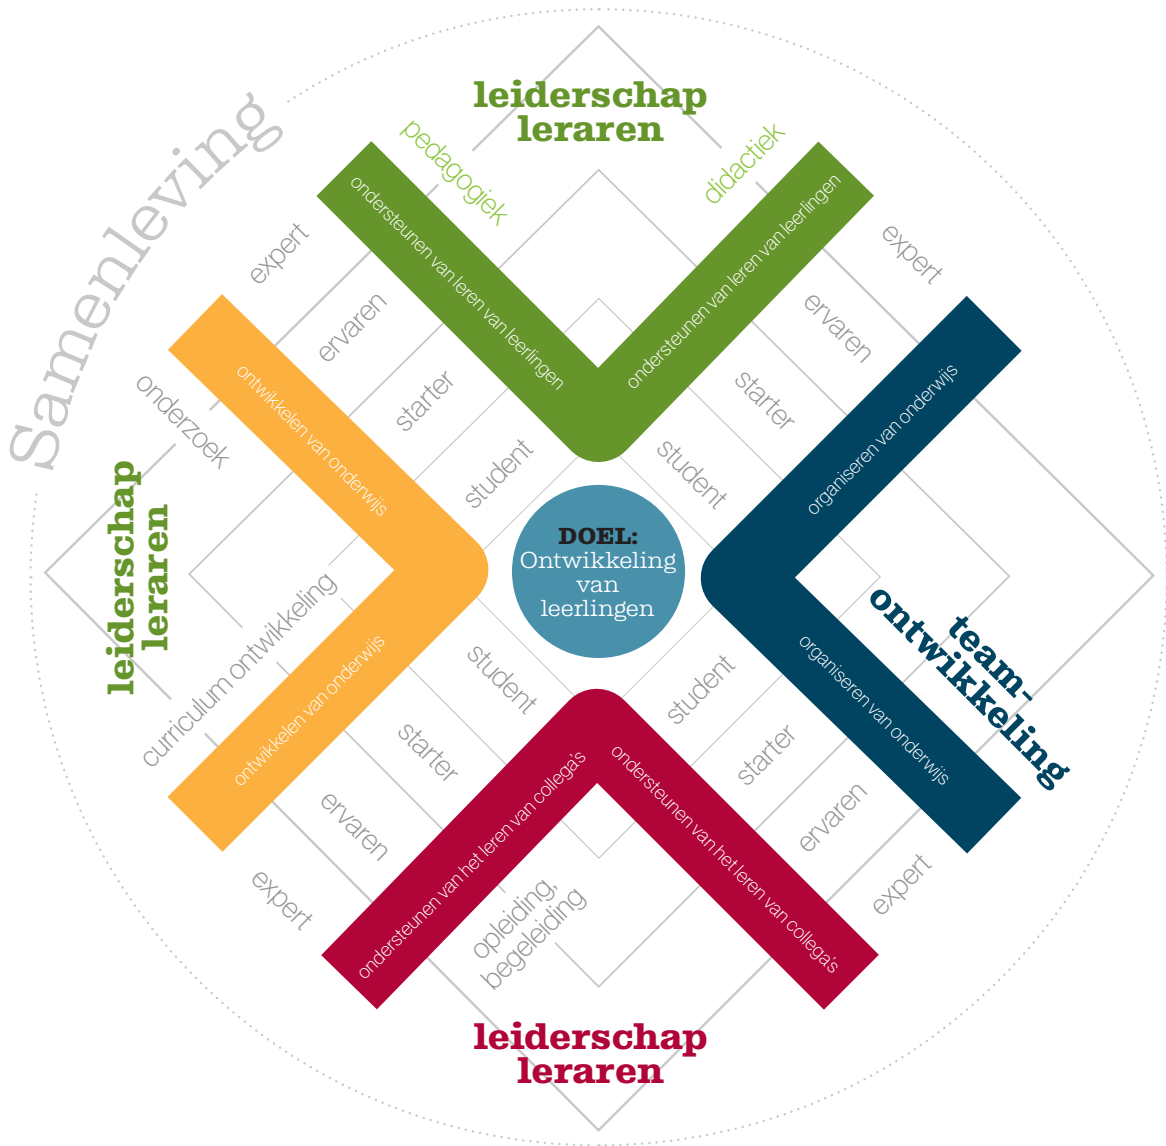 Samenleving
leiderschap
leraren
pedagogiek
didactiek
ondersteunen van leren van leerlingen
ondersteunen van leren van leerlingen
expert
ervaren
starter
student
expert
ervaren
starter
student
onderzoek
ontwikkelen van onderwijs
organiseren van onderwijs
leiderschap
leraren
DOEL:
Ontwikkeling
van
leerlingen
curriculum ontwikkeling
ontwikkelen van onderwijs
organiseren van onderwijs
team-
ontwikkeling
student
starter
ervaren
expert
student
starter
ervaren
expert
ondersteunen van het leren van collega's
ondersteunen van het leren van collega's
opleiding,
begeleiding
leiderschap
leraren